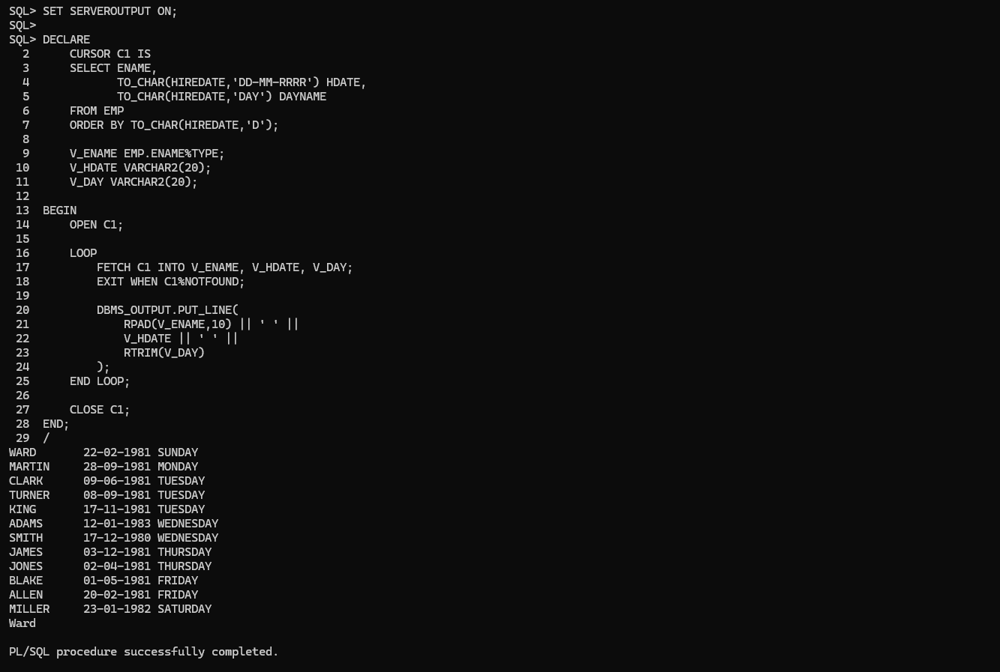 SQL> SET SERVEROUTPUT ON;
SQL>
SQL> DECLARE
  2      CURSOR C1 IS
  3      SELECT ENAME,
  4             TO_CHAR(HIREDATE,'DD-MM-RRRR') HDATE,
  5             TO_CHAR(HIREDATE,'DAY') DAYNAME
  6      FROM EMP
  7      ORDER BY TO_CHAR(HIREDATE,'D');
  8
  9      V_ENAME EMP.ENAME%TYPE;
 10      V_HDATE VARCHAR2(20);
 11      V_DAY VARCHAR2(20);
 12
 13  BEGIN
 14      OPEN C1;
 15
 16      LOOP
 17          FETCH C1 INTO V_ENAME, V_HDATE, V_DAY;
 18          EXIT WHEN C1%NOTFOUND;
 19
 20          DBMS_OUTPUT.PUT_LINE(
 21              RPAD(V_ENAME,10) || ' ' ||
 22              V_HDATE || ' ' ||
 23              RTRIM(V_DAY)
 24          );
 25      END LOOP;
 26
 27      CLOSE C1;
 28  END;
 29  /
WARD       22-02-1981 SUNDAY
MARTIN     28-09-1981 MONDAY
CLARK      09-06-1981 TUESDAY
TURNER     08-09-1981 TUESDAY
KING       17-11-1981 TUESDAY
ADAMS      12-01-1983 WEDNESDAY
SMITH      17-12-1980 WEDNESDAY
JAMES      03-12-1981 THURSDAY
JONES      02-04-1981 THURSDAY
BLAKE      01-05-1981 FRIDAY
ALLEN      20-02-1981 FRIDAY
MILLER     23-01-1982 SATURDAY
Ward

PL/SQL procedure successfully completed.